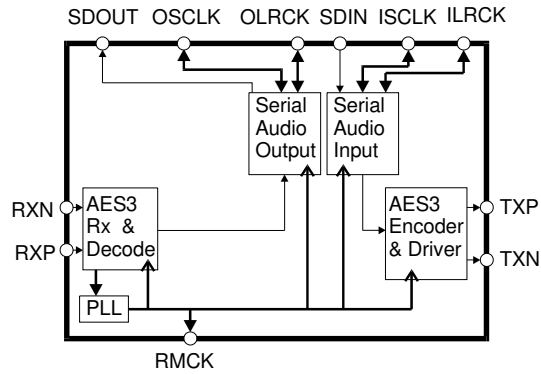 SDOUT OSCLK OLRCK SDIN ISCLK ILRCK
Serial
Audio
Output
Serial
Audio
Input
RXN
RXP
AES3
Rx &
Decode
AES3
Encoder
& Driver
TXP
TXN
PLL
RMCK